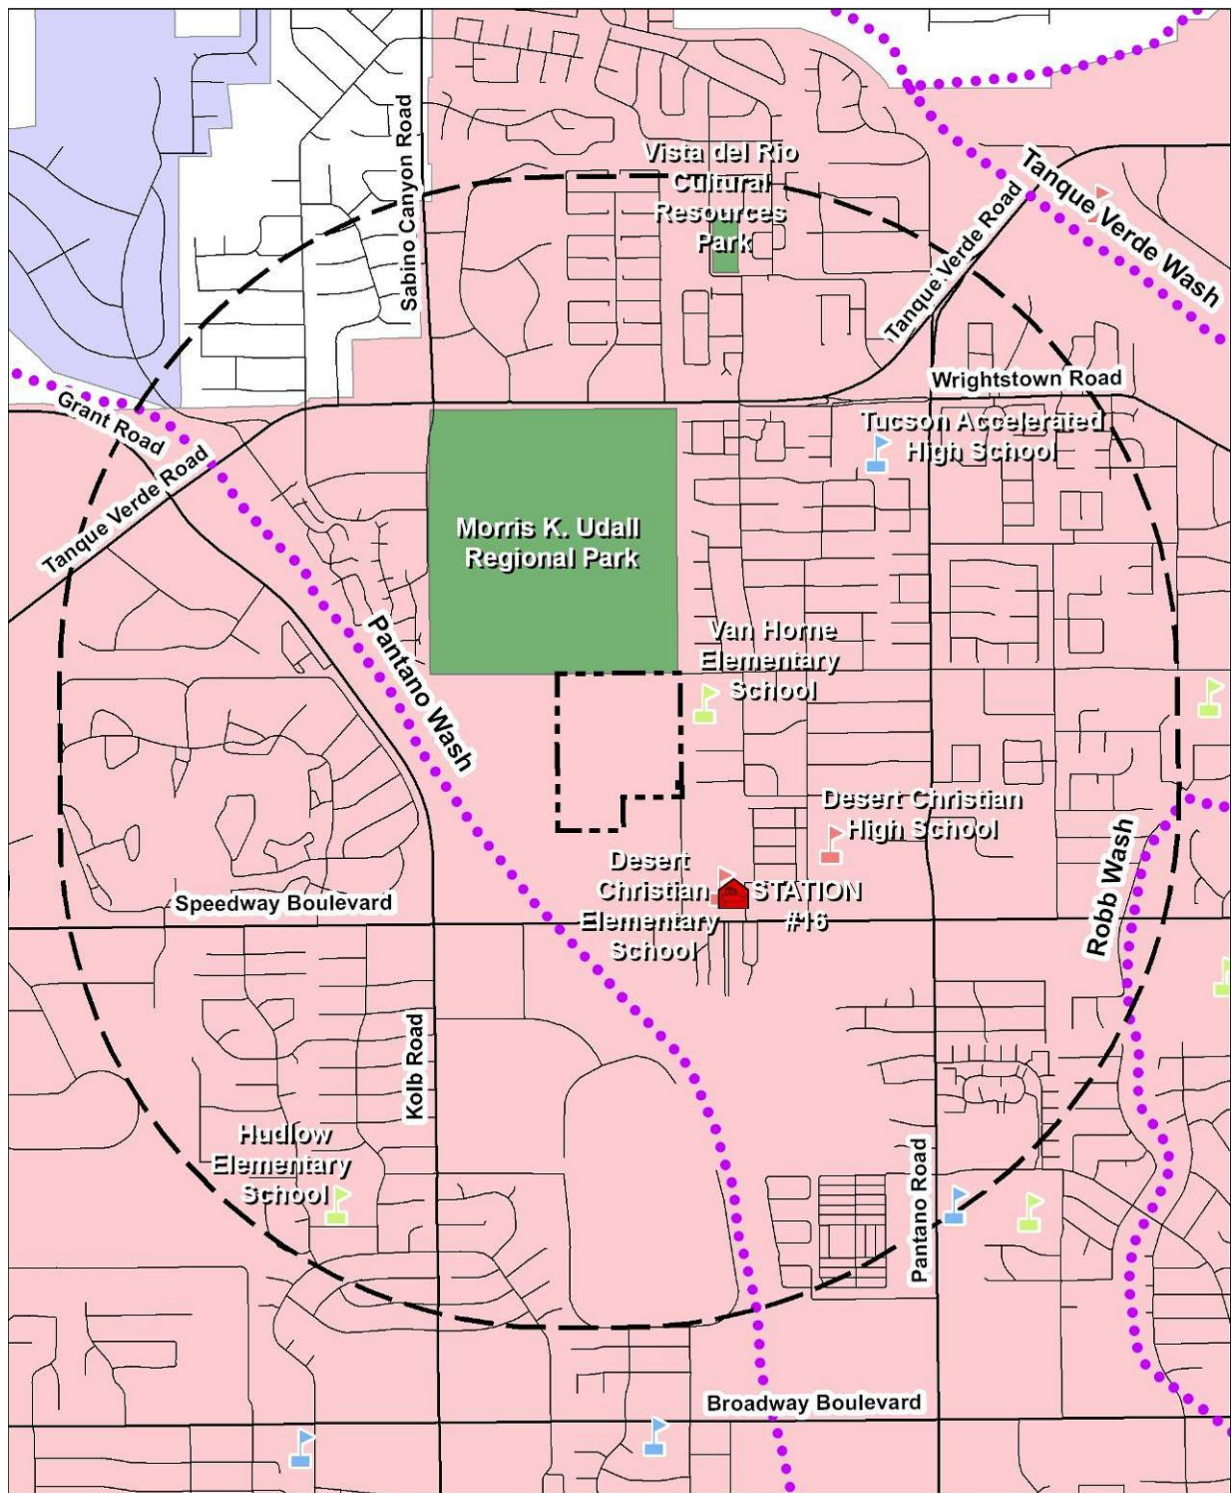 Sabino Canyon Road
Vista del Rio
Cultural
Resources
Park
Tanque Verde Road
Tanque Verde Wash
Wrightstown Road
Grant Road
Tanque Verde Road
Tucson Accelerated
High School
Morris K. Udall
Regional Park
Pantano Wash
Van Horne
Elementary
School
Desert Christian
High School
Robb Wash
Desert
Christian
Elementary
School
STATION
#16
Speedway Boulevard
Kolb Road
Hudlow
Elementary
School
Pantano Road
Broadway Boulevard